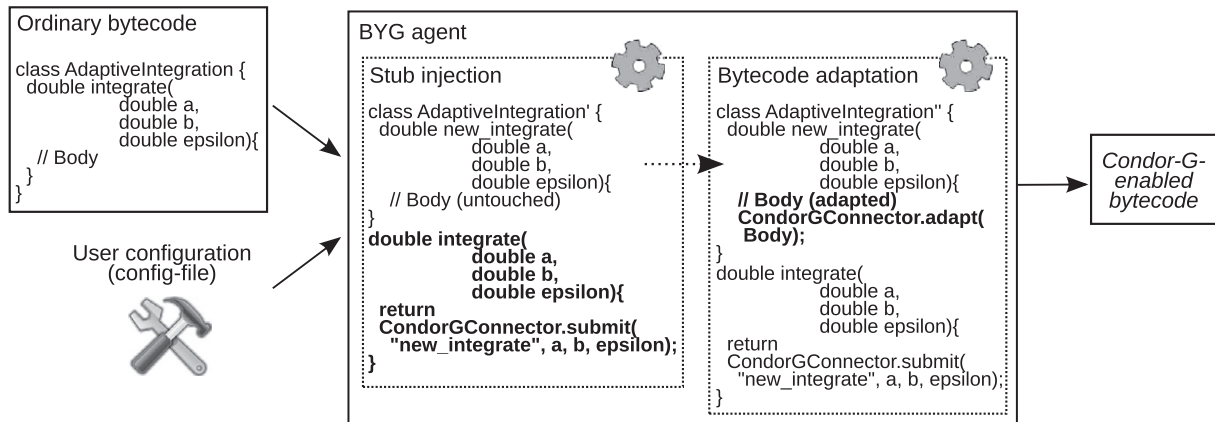 Ordinary bytecode
class AdaptiveIntegration {
double integrate(
double a,
double b,
double epsilon){
// Body
}
}
User configuration
(config-file)
BYG agent
Stub injection
class AdaptiveIntegration' {
double new_integrate(
double a,
double b,
double epsilon){
// Body (untouched)
}
double integrate(
double a,
double b,
double epsilon){
return
CondorGConnector.submit(
"new_integrate", a, b, epsilon);
}
Bytecode adaptation
class AdaptiveIntegration'' {
double new_integrate(
double a,
double b,
double epsilon){
// Body (adapted)
CondorGConnector.adapt(
Body);
}
double integrate(
double a,
double b,
double epsilon){
return
CondorGConnector.submit(
"new_integrate", a, b, epsilon);
}
Condor-G-
enabled
bytecode